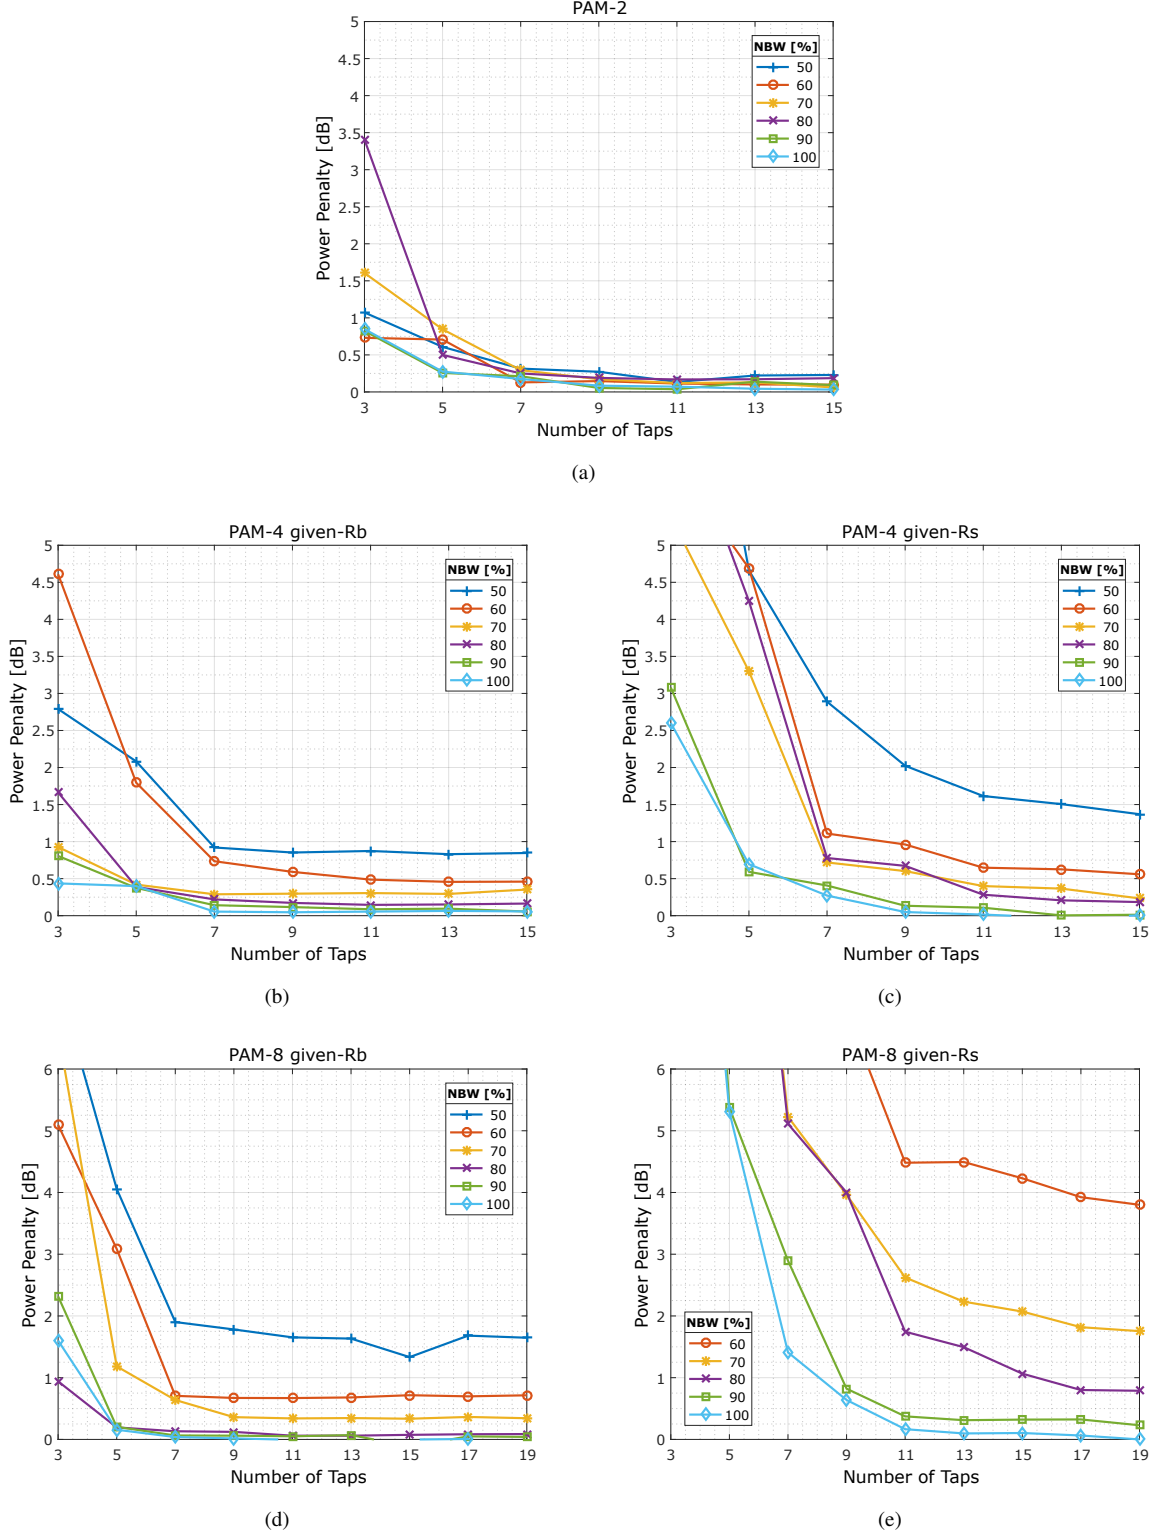 PAM-2
5
4.5
4
3.5
3
2.5
2
1.5
1
0.5
0
Power Penalty [dB]
NBW [%]
50
60
70
80
90
100
3 5 7 9 11 13 15
Number of Taps
(a)
PAM-4 given-Rb
5
4.5
4
3.5
3
2.5
2
1.5
1
0.5
0
Power Penalty [dB]
NBW [%]
50
60
70
80
90
100
3 5 7 9 11 13 15
Number of Taps
(b)
PAM-4 given-Rs
5
4.5
4
3.5
3
2.5
2
1.5
1
0.5
0
Power Penalty [dB]
NBW [%]
50
60
70
80
90
100
3 5 7 9 11 13 15
Number of Taps
(c)
PAM-8 given-Rb
6
5
4
3
2
1
0
Power Penalty [dB]
NBW [%]
50
60
70
80
90
100
3 5 7 9 11 13 15 17 19
Number of Taps
(d)
PAM-8 given-Rs
6
5
4
3
2
1
0
Power Penalty [dB]
NBW [%]
60
70
80
90
100
3 5 7 9 11 13 15 17 19
Number of Taps
(e)